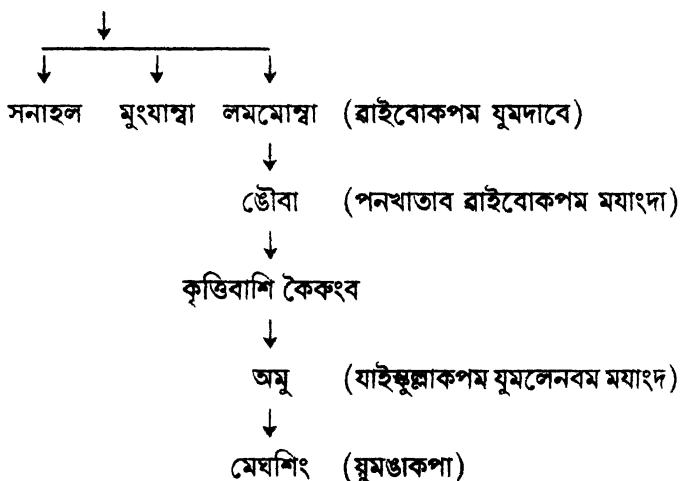 সনাহল মুংযাম্বা লমমোম্বা (ৱাইবোকপম যুমদাবে)
ঙৌবা (পনখাতাব ৱাইবোকপম মযাংদা)
কৃত্তিবাশি কৈরুংব
অমু (যাইস্কুল্লাকপম যুমলেনবম মযাংদ)
মেঘশিং (য়ুমঙাকপা)